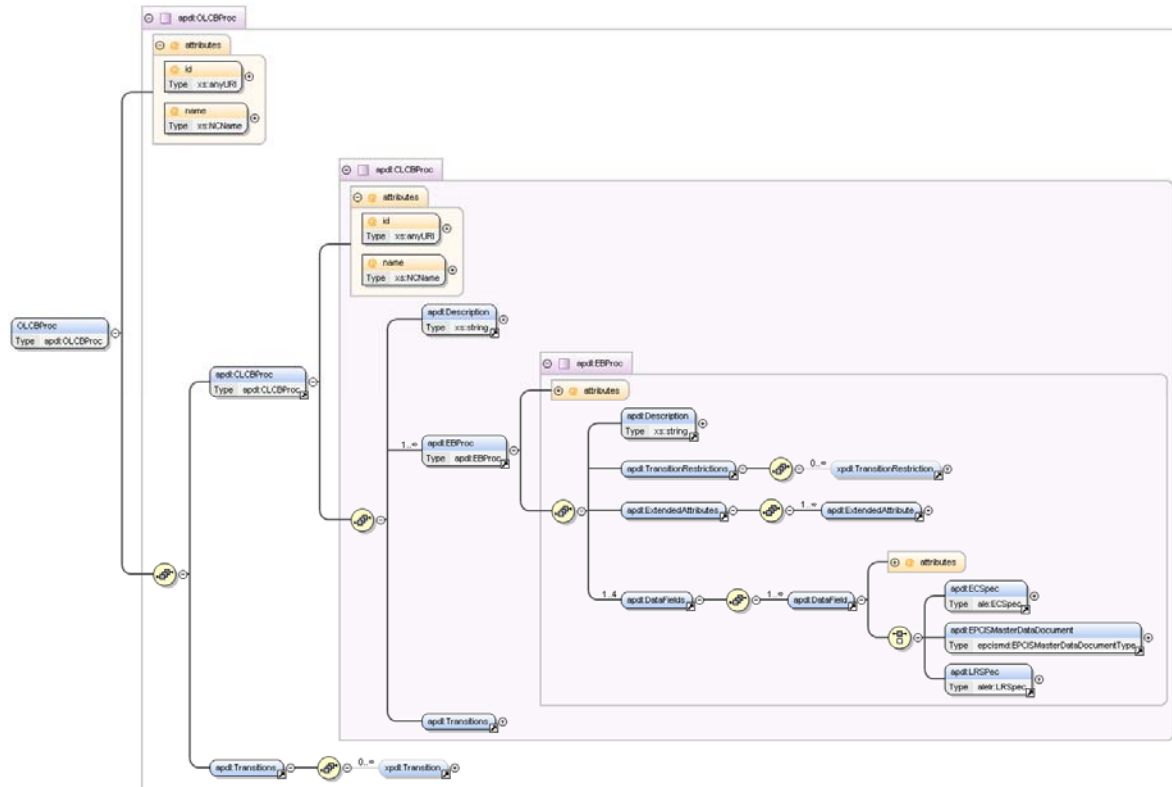 apdl:OLCBProc
attributes
id
Type xs:anyURI
name
Type xs:NCName
apdl:CLCBProc
attributes
id
Type xs:anyURI
name
Type xs:NCName
apdl:Description
Type xs:string
OLCBProc
Type apdl:OLCBProc
apdl:CLCBProc
Type apdl:CLCBProc
apdl:EBProc
attributes
apdl:Description
Type xs:string
1..∞
apdl:EBProc
Type apdl:EBProc
apdl:TransitionRestrictions
0..∞
xpdl:TransitionRestriction
apdl:ExtendedAttributes
1..∞
apdl:ExtendedAttribute
attributes
1..4
apdl:DataFields
1..∞
apdl:DataField
apdl:ECSpec
Type ale:ECSpec
apdl:EPCISMasterDataDocument
Type epcismd:EPCISMasterDataDocumentType
apdl:LRSPec
Type alelr:LRSpec
apdl:Transitions
apdl:Transitions
0..∞
xpdl:Transition